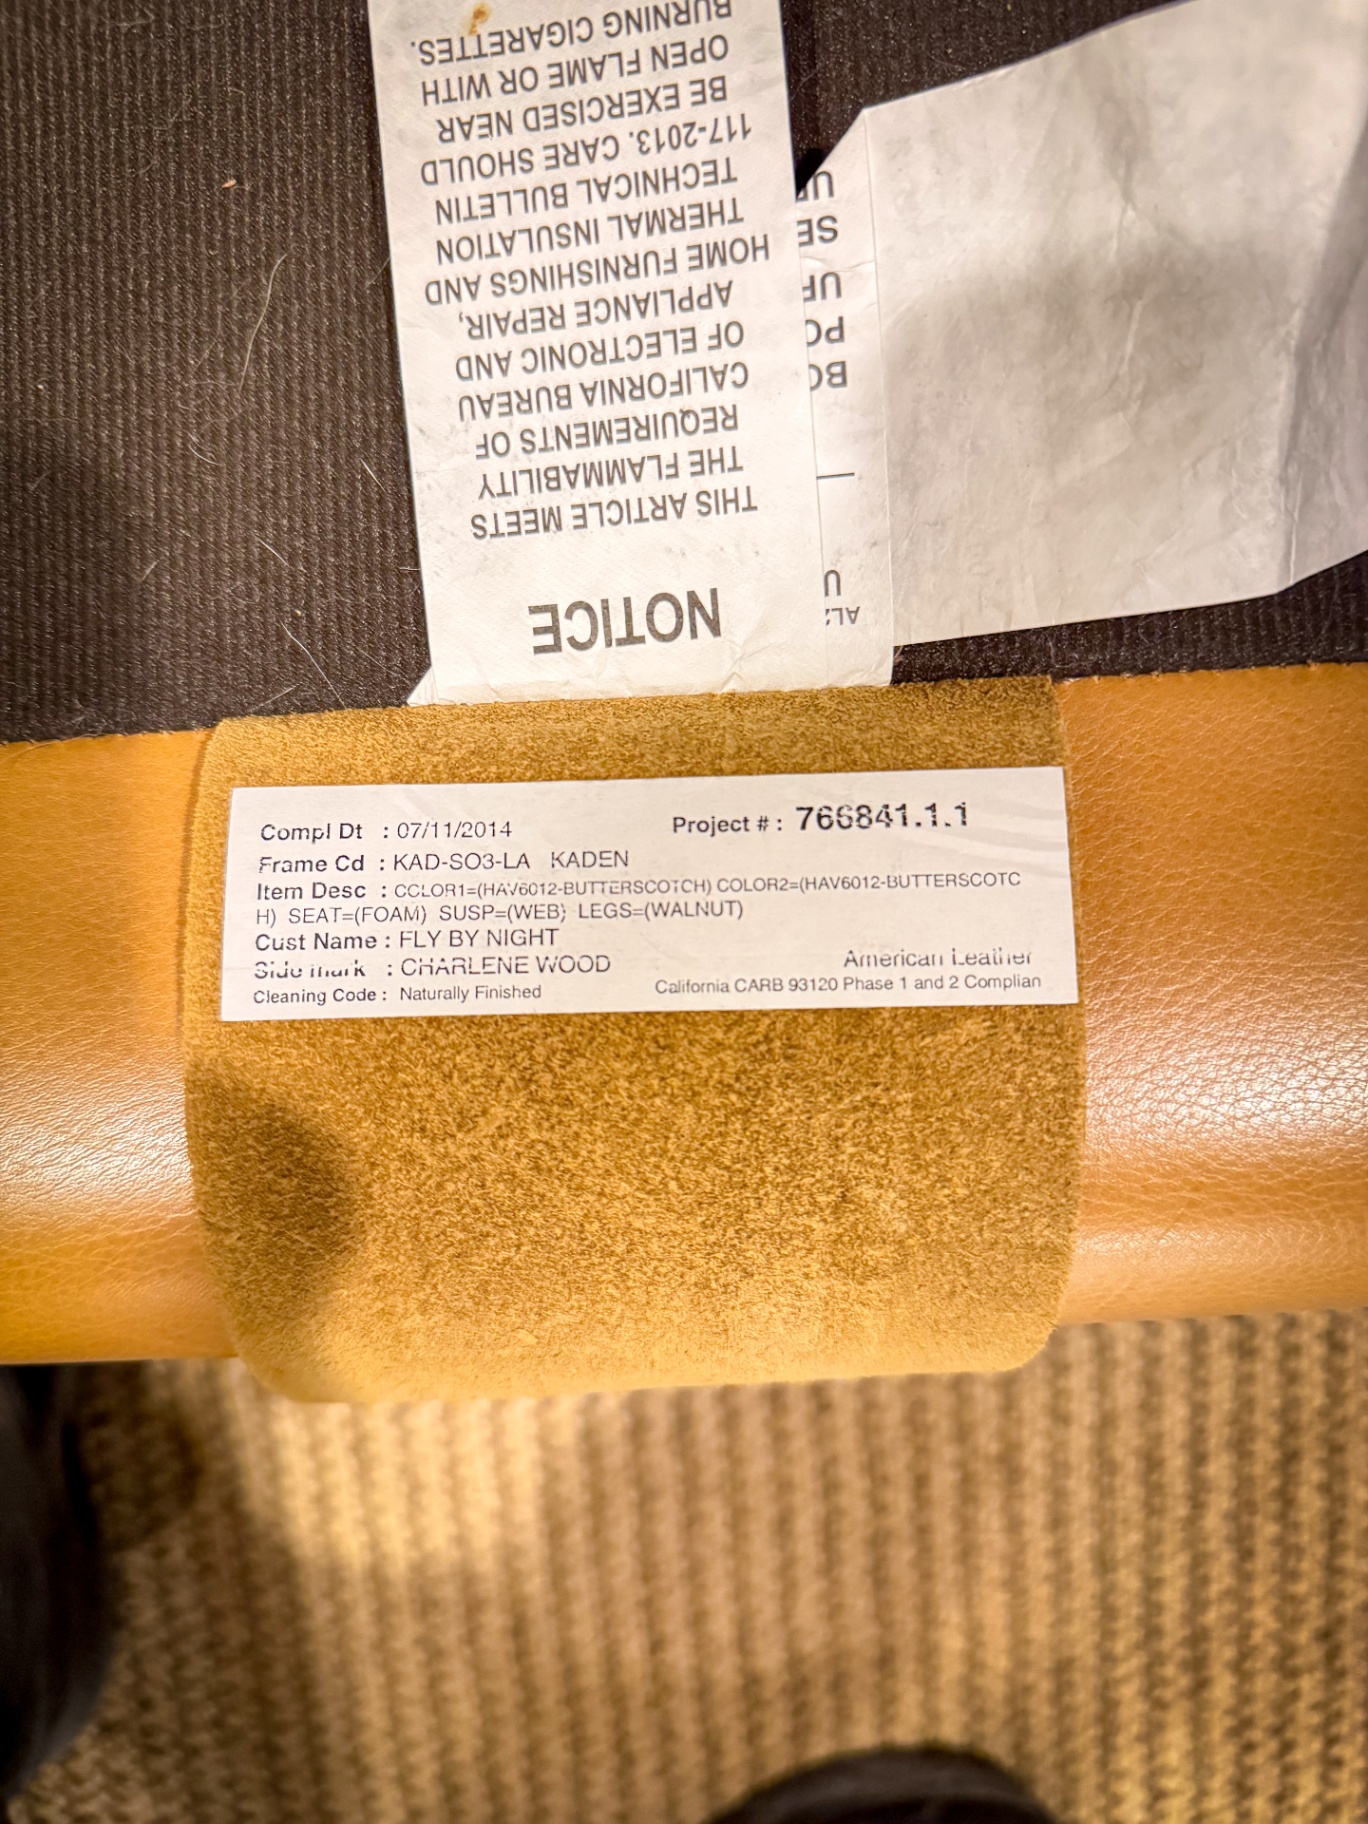 NOTICE
THIS ARTICLE MEETS
THE FLAMMABILITY
REQUIREMENTS OF
CALIFORNIA BUREAU
OF ELECTRONIC AND
APPLIANCE REPAIR,
HOME FURNISHINGS AND
THERMAL INSULATION
TECHNICAL BULLETIN
117-2013. CARE SHOULD
BE EXERCISED NEAR
OPEN FLAME OR WITH
BURNING CIGARETTES.
Compl Dt : 07/11/2014 Project # : 766841.1.1
Frame Cd : KAD-SO3-LA KADEN
Item Desc : COLOR1=(HAV6012-BUTTERSCOTCH) COLOR2=(HAV6012-BUTTERSCOTC
H) SEAT=(FOAM) SUSP=(WEB) LEGS=(WALNUT)
Cust Name : FLY BY NIGHT
Side mark : CHARLENE WOOD American Leather
Cleaning Code : Naturally Finished California CARB 93120 Phase 1 and 2 Complian